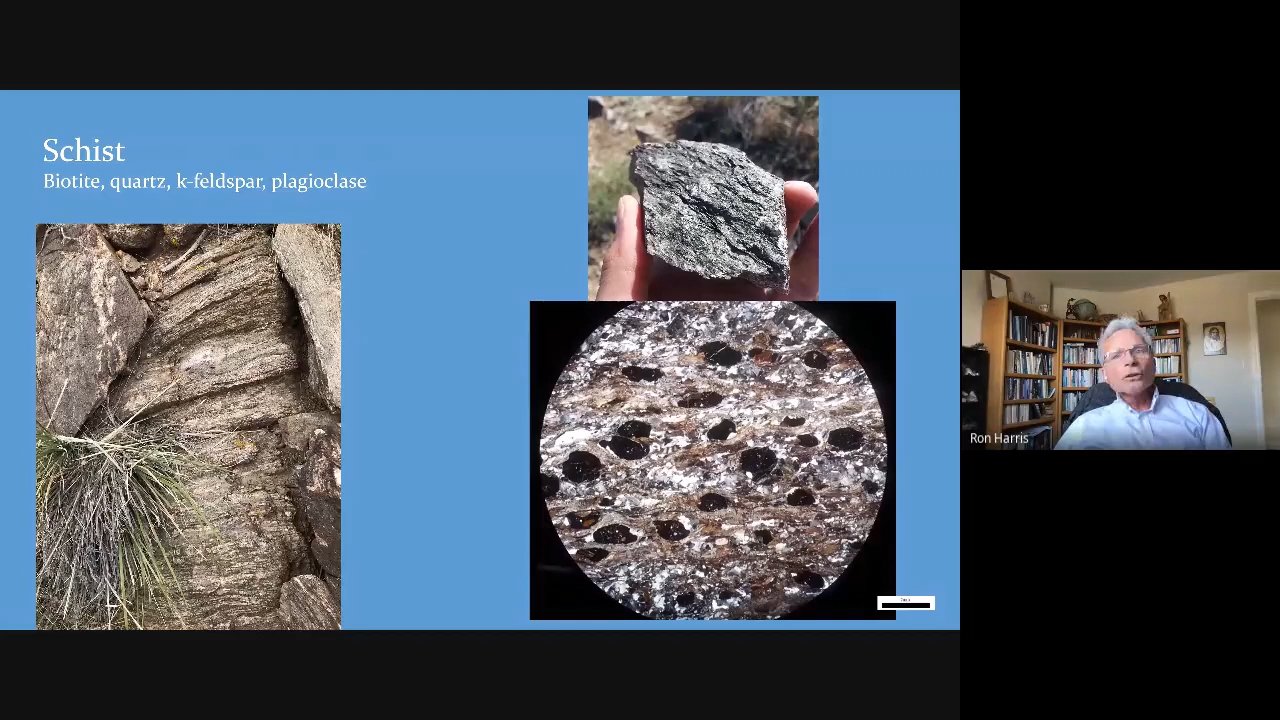 Schist
Biotite, quartz, k-feldspar, plagioclase
Ron Harris